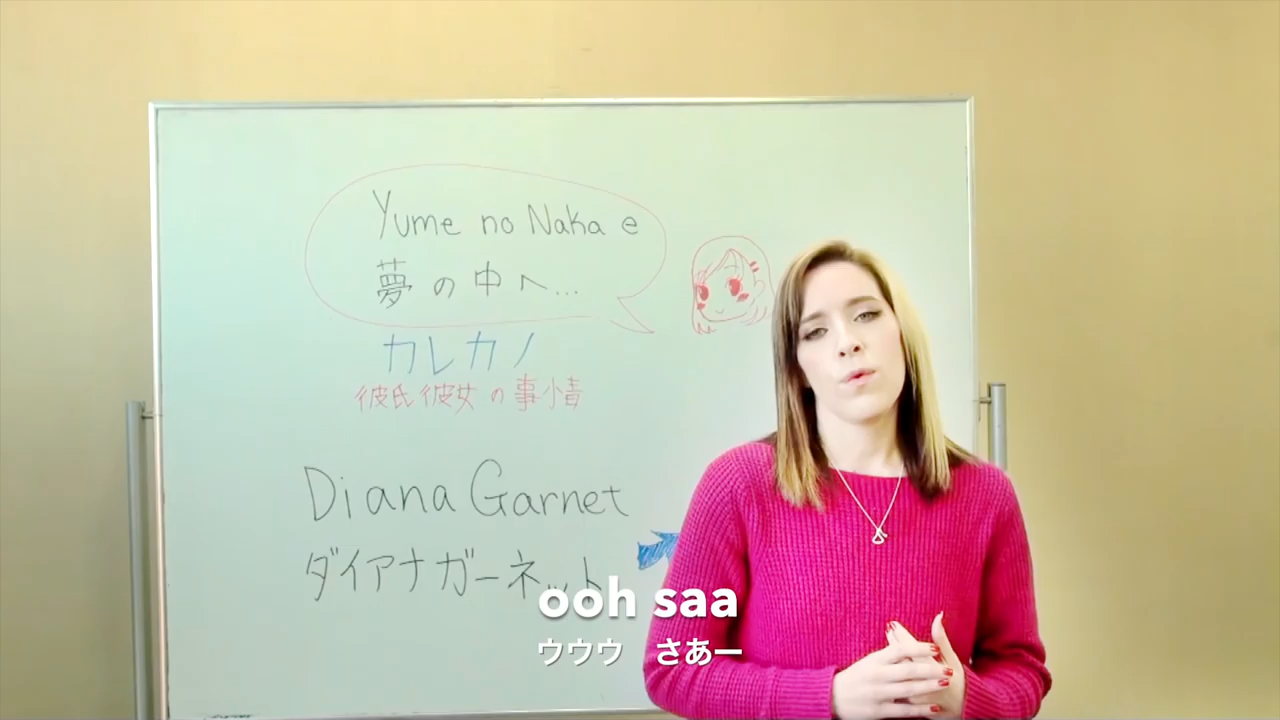 Yume no Naka e
夢の中へ...
カレカノ
彼氏彼女の事情
Diana Garnet
ダイアナガーネット
ooh saa
ウウウ　さあー